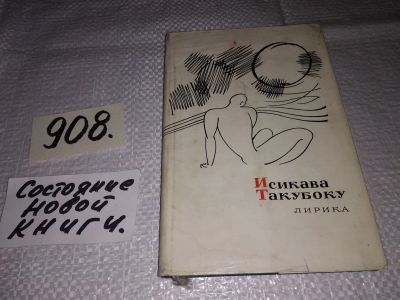 908.
Состояние
новой
книги.
Исикава
Такубоку
ЛИРИКА